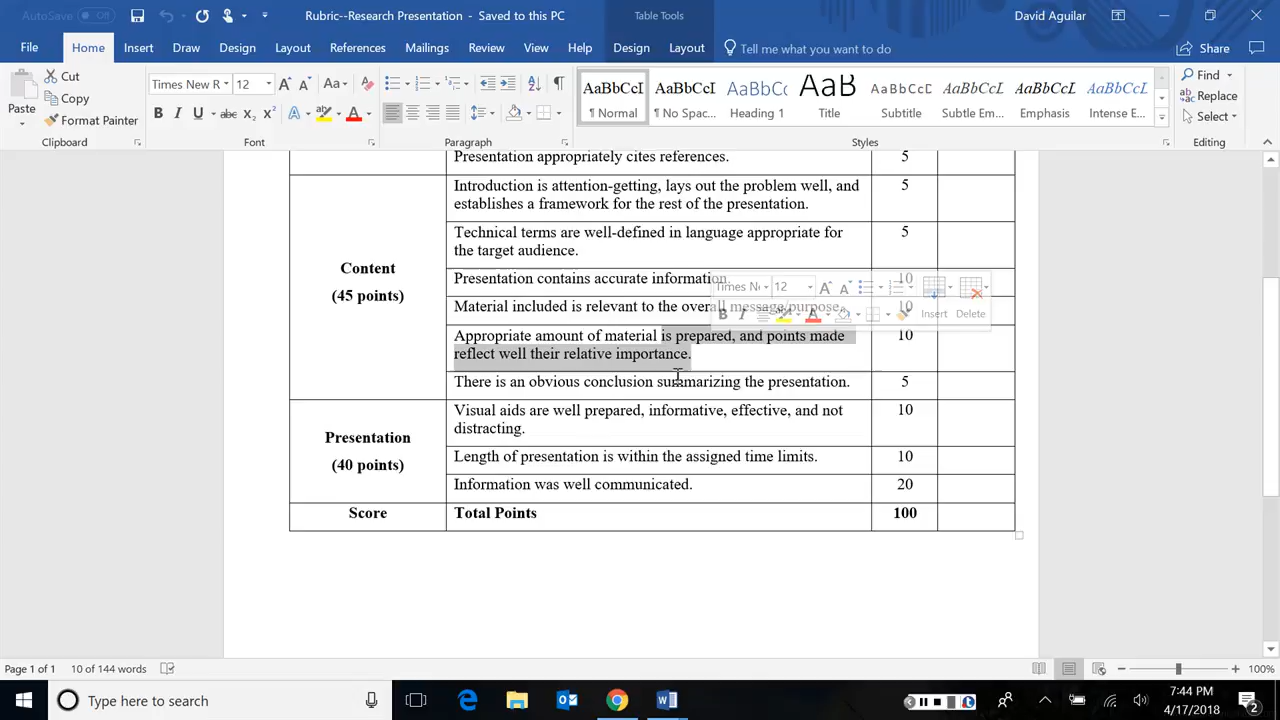 AutoSave Off
Rubric--Research Presentation - Saved to this PC
Table Tools
David Aguilar
File Home Insert Draw Design Layout References Mailings Review View Help Design Layout Tell me what you want to do Share
Paste
Cut
Copy
Format Painter
Clipboard
Times New R 12
Font
Paragraph
AaBbCcI AaBbCcI AaBbCc AaB AaBbCcD AaBbCcI AaBbCcI AaBbCcI
¶ Normal ¶ No Spac... Heading 1 Title Subtitle Subtle Em... Emphasis Intense E...
Styles
Find
Replace
Select
Editing
Presentation appropriately cites references. 5
Content
(45 points)
Introduction is attention-getting, lays out the problem well, and
establishes a framework for the rest of the presentation. 5
Technical terms are well-defined in language appropriate for
the target audience. 5
Presentation contains accurate information. 10
Material included is relevant to the overall message/purpose. 10
Appropriate amount of material is prepared, and points made
reflect well their relative importance. 10
There is an obvious conclusion summarizing the presentation. 5
Times N 12
Insert Delete
Presentation
(40 points)
Visual aids are well prepared, informative, effective, and not
distracting. 10
Length of presentation is within the assigned time limits. 10
Information was well communicated. 20
Score Total Points 100
Page 1 of 1 10 of 144 words 100%
Type here to search
7:44 PM
4/17/2018
2